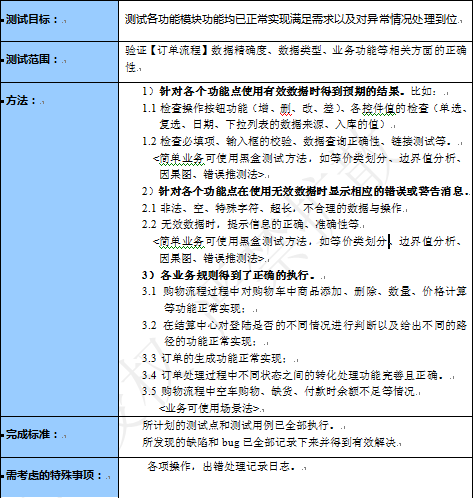 测试目标：
测试各功能模块功能均已正常实现满足需求以及对异常情况处理到位
测试范围：
验证【订单流程】数据精确度、数据类型、业务功能等相关方面的正确
性
方法：
1）针对各个功能点使用有效数据时得到预期的结果。比如：
1.1 检查操作按钮功能（增、删、改、差）、各控件值的检查（单选、
复选、日期、下拉列表的数据来源、入库的值）
1.2 检查必填项、输入框的校验、数据查询正确性、链接测试等。
<简单业务可使用黑盒测试方法，如等价类划分、边界值分析、
因果图、错误推测法>
2）针对各个功能点在使用无效数据时显示相应的错误或警告消息。
2.1 非法、空、特殊字符、超长，不合理的数据与操作
2.2 无效数据时，提示信息的正确、准确性等
<简单业务可使用黑盒测试方法，如等价类划分、边界值分析、
因果图、错误推测法>
3）各业务规则得到了正确的执行。
3.1 购物流程过程中对购物车中商品添加、删除、数量、价格计算
等功能正常实现；
3.2 在结算中心对登陆是否的不同情况进行判断以及给出不同的路
径的功能正常实现；
3.3 订单的生成功能正常实现；
3.4 订单处理过程中不同状态之间的转化处理功能完善且正确。
3.5 购物流程中空车购物、缺货、付款时余额不足等情况
<业务可使用场景法>
完成标准：
所计划的测试点和测试用例已全部执行。
所发现的缺陷和 bug 已全部记录下来并得到有效解决
需考虑的特殊事项：
各项操作，出错处理记录日志。